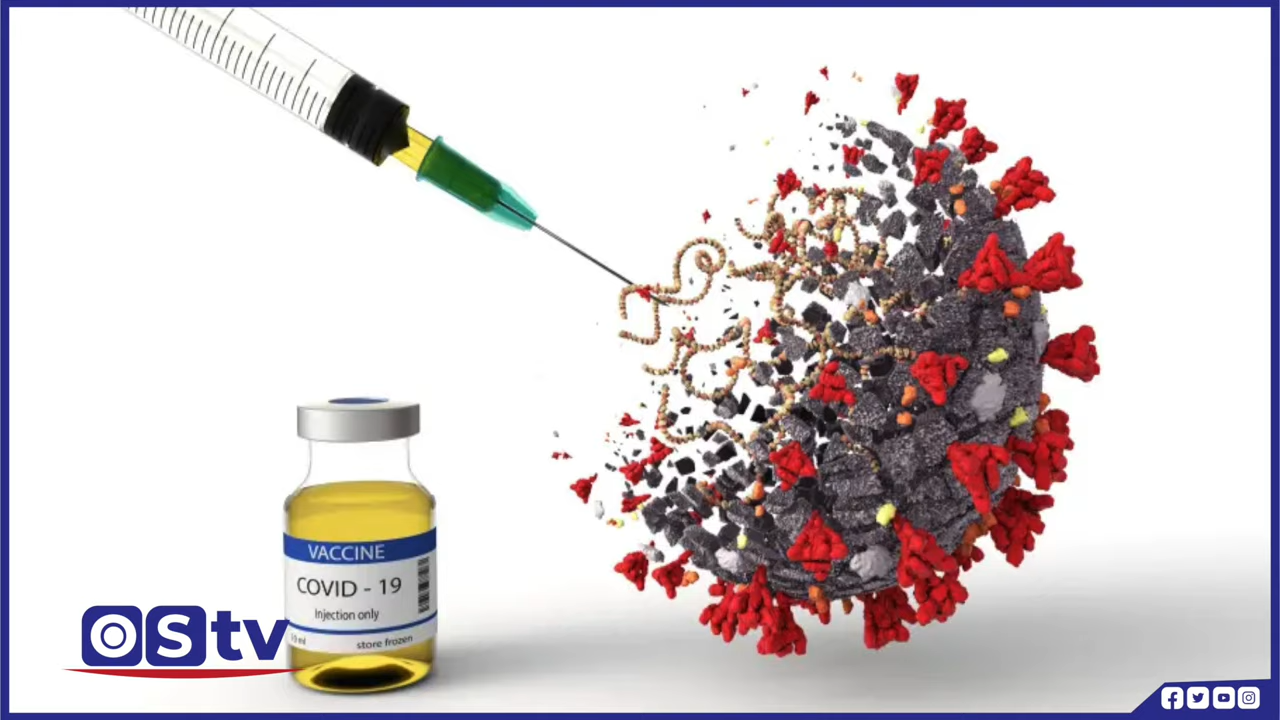 VACCINE
COVID - 19
Injection only
store frozen
OStv